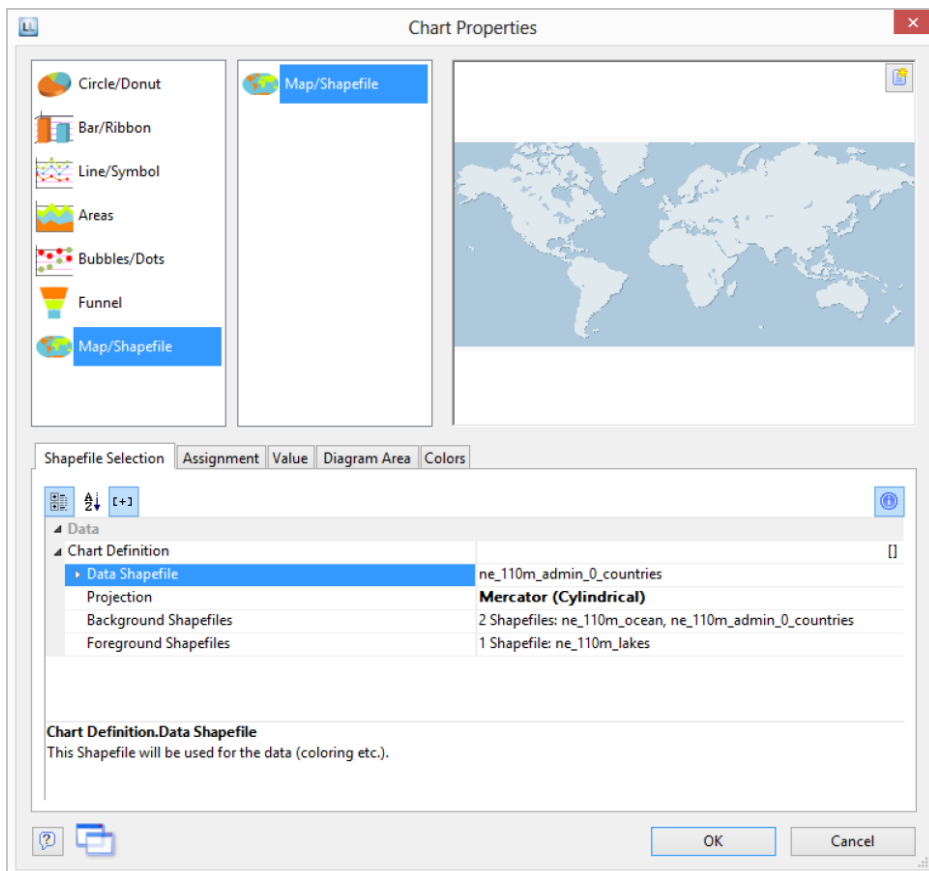 LL
Chart Properties
Circle/Donut
Bar/Ribbon
Line/Symbol
Areas
Bubbles/Dots
Funnel
Map/Shapefile
Map/Shapefile
Shapefile Selection Assignment Value Diagram Area Colors
A
Z
[+]
Data
Chart Definition []
Data Shapefile ne_110m_admin_0_countries
Projection Mercator (Cylindrical)
Background Shapefiles 2 Shapefiles: ne_110m_ocean, ne_110m_admin_0_countries
Foreground Shapefiles 1 Shapefile: ne_110m_lakes
Chart Definition.Data Shapefile
This Shapefile will be used for the data (coloring etc.).
OK Cancel